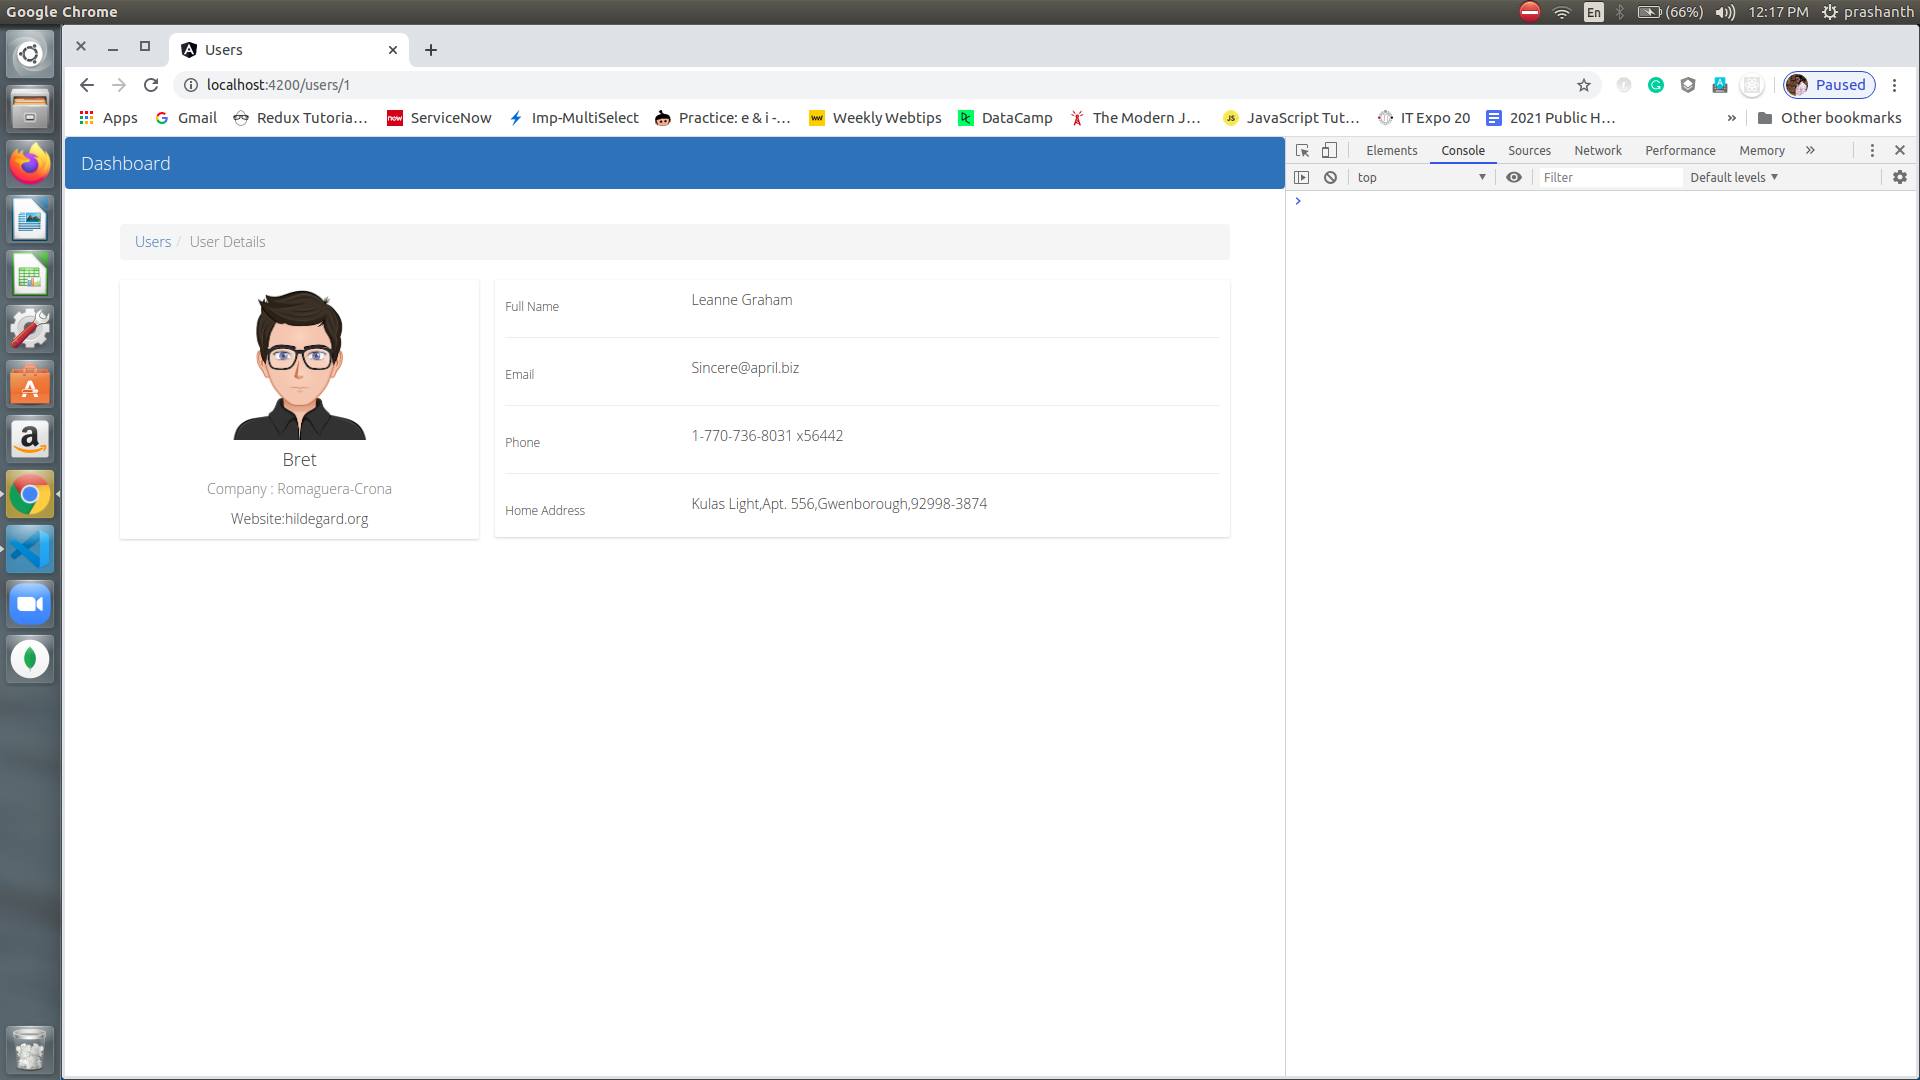 Google Chrome
En
(66%)
12:17 PM
prashanth
Users
localhost:4200/users/1
Paused
Apps
Gmail
Redux Tutoria...
now
ServiceNow
Imp-MultiSelect
Practice: e & i -...
Weekly Webtips
DataCamp
The Modern J...
JS
JavaScript Tut...
IT Expo 20
2021 Public H...
»
Other bookmarks
Dashboard
Elements
Console
Sources
Network
Performance
Memory
»
top
Filter
Default levels
Users / User Details
Full Name
Leanne Graham
Email
Sincere@april.biz
Phone
1-770-736-8031 x56442
Home Address
Kulas Light,Apt. 556,Gwenborough,92998-3874
Bret
Company : Romaguera-Crona
Website:hildegard.org